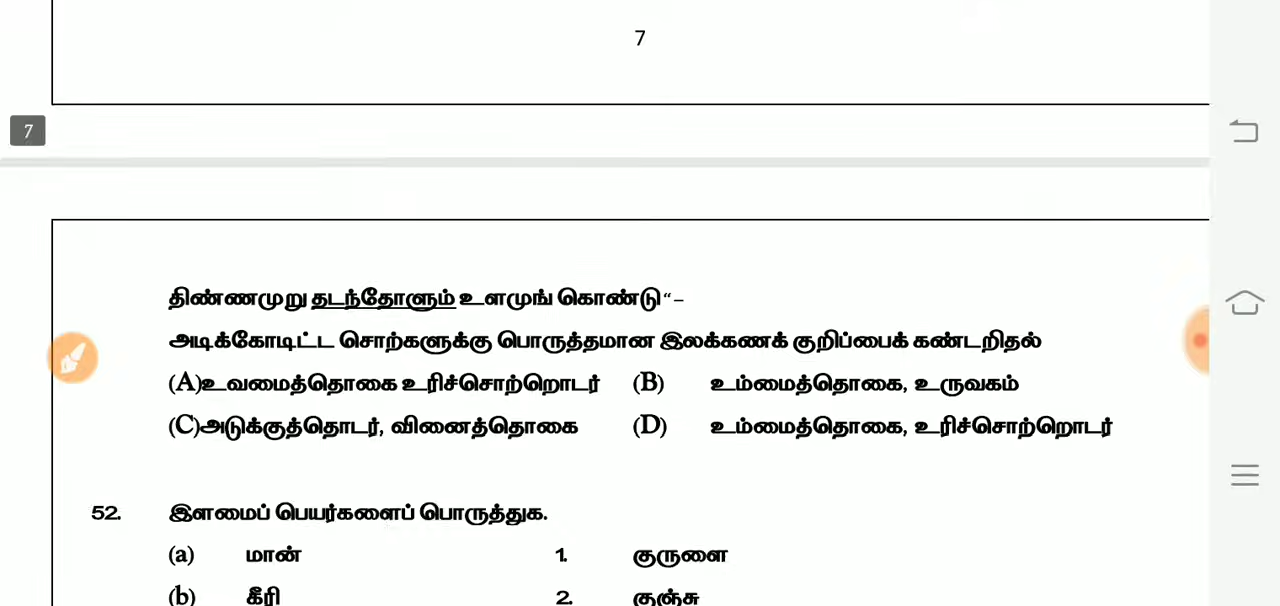 7
7
திண்ணமுறு தடந்தோளும் உளமுங் கொண்டு“–
அடிக்கோடிட்ட சொற்களுக்கு பொருத்தமான இலக்கணக் குறிப்பைக் கண்டறிதல்
(A)உவமைத்தொகை உரிச்சொற்றொடர் (B) உம்மைத்தொகை, உருவகம்
(C)அடுக்குத்தொடர், வினைத்தொகை (D) உம்மைத்தொகை, உரிச்சொற்றொடர்
52. இளமைப் பெயர்களைப் பொருத்துக.
(a) மான் 1. குருளை
(b) கீரி 2. குஞ்சு